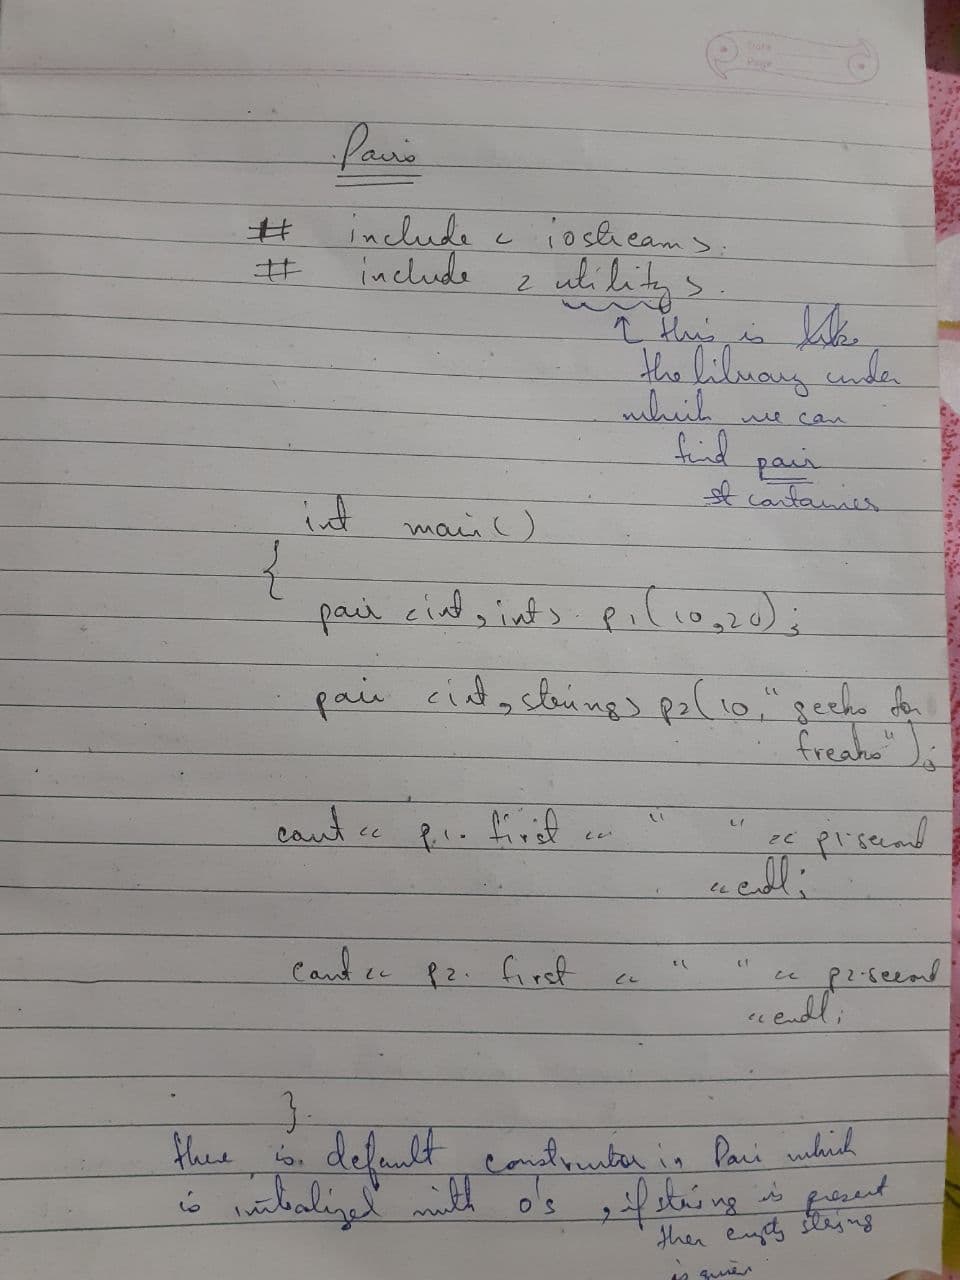 Date
Page
Pairs
# include < iostream>.
# include < utility>.
↑ this is like
the library under
which we can
find pair
container
int main()
{
pair <int, int> p1(10,20);
pair <int, string> p2(10, "geeks for
freaks");
cout << p1.first << " " << p1.second
<< endl;
cout << p2.first << " " << p2.second
<< endl;
}.
there is default constructor in Pair which
is initialized with 0's, if string is present
then empty string
is given